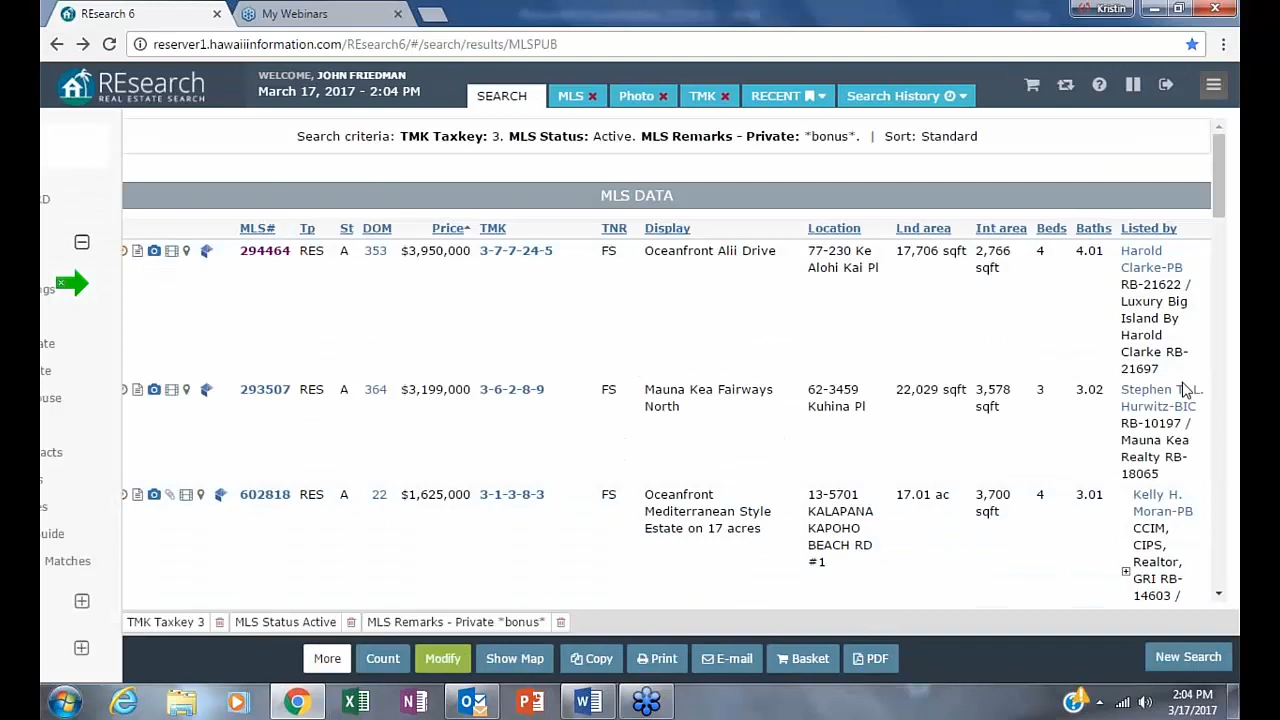 REsearch 6
My Webinars
Kristin
reserver1.hawaiiinformation.com/REsearch6/#/search/results/MLSPUB
REsearch
REAL ESTATE SEARCH
WELCOME, JOHN FRIEDMAN
March 17, 2017 - 2:04 PM
SEARCH MLS Photo TMK RECENT Search History
Search criteria: TMK Taxkey: 3. MLS Status: Active. MLS Remarks - Private: *bonus*. | Sort: Standard
MLS DATA
MLS# Tp St DOM Price TMK TNR Display Location Lnd area Int area Beds Baths Listed by
294464 RES A 353 $3,950,000 3-7-7-24-5 FS Oceanfront Alii Drive 77-230 Ke 17,706 sqft 2,766 4 4.01 Harold
Alohi Kai Pl sqft Clarke-PB
RB-21622 /
Luxury Big
Island By
Harold
Clarke RB-
21697
293507 RES A 364 $3,199,000 3-6-2-8-9 FS Mauna Kea Fairways 62-3459 22,029 sqft 3,578 3 3.02 Stephen T.L.
North Kuhina Pl sqft Hurwitz-BIC
RB-10197 /
Mauna Kea
Realty RB-
18065
602818 RES A 22 $1,625,000 3-1-3-8-3 FS Oceanfront 13-5701 17.01 ac 3,700 4 3.01 Kelly H.
Mediterranean Style KALAPANA sqft Moran-PB
Estate on 17 acres KAPOHO CCIM,
BEACH RD CIPS,
#1 Realtor,
GRI RB-
14603 /
D
ngs
ate
te
ouse
acts
s
es
uide
Matches
TMK Taxkey 3 MLS Status Active MLS Remarks - Private *bonus*
More Count Modify Show Map Copy Print E-mail Basket PDF New Search
2:04 PM
3/17/2017